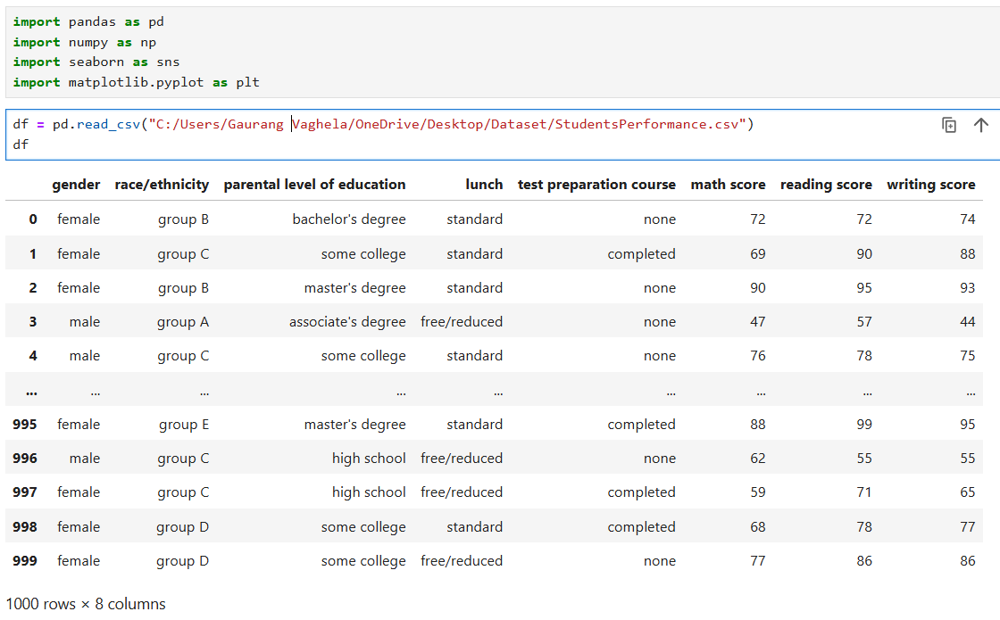 import pandas as pd
import numpy as np
import seaborn as sns
import matplotlib.pyplot as plt
df = pd.read_csv("C:/Users/Gaurang Vaghela/OneDrive/Desktop/Dataset/StudentsPerformance.csv")
df
gender race/ethnicity parental level of education lunch test preparation course math score reading score writing score
0 female group B bachelor's degree standard none 72 72 74
1 female group C some college standard completed 69 90 88
2 female group B master's degree standard none 90 95 93
3 male group A associate's degree free/reduced none 47 57 44
4 male group C some college standard none 76 78 75
... ... ... ... ... ... ... ... ...
995 female group E master's degree standard completed 88 99 95
996 male group C high school free/reduced none 62 55 55
997 female group C high school free/reduced completed 59 71 65
998 female group D some college standard completed 68 78 77
999 female group D some college free/reduced none 77 86 86
1000 rows × 8 columns